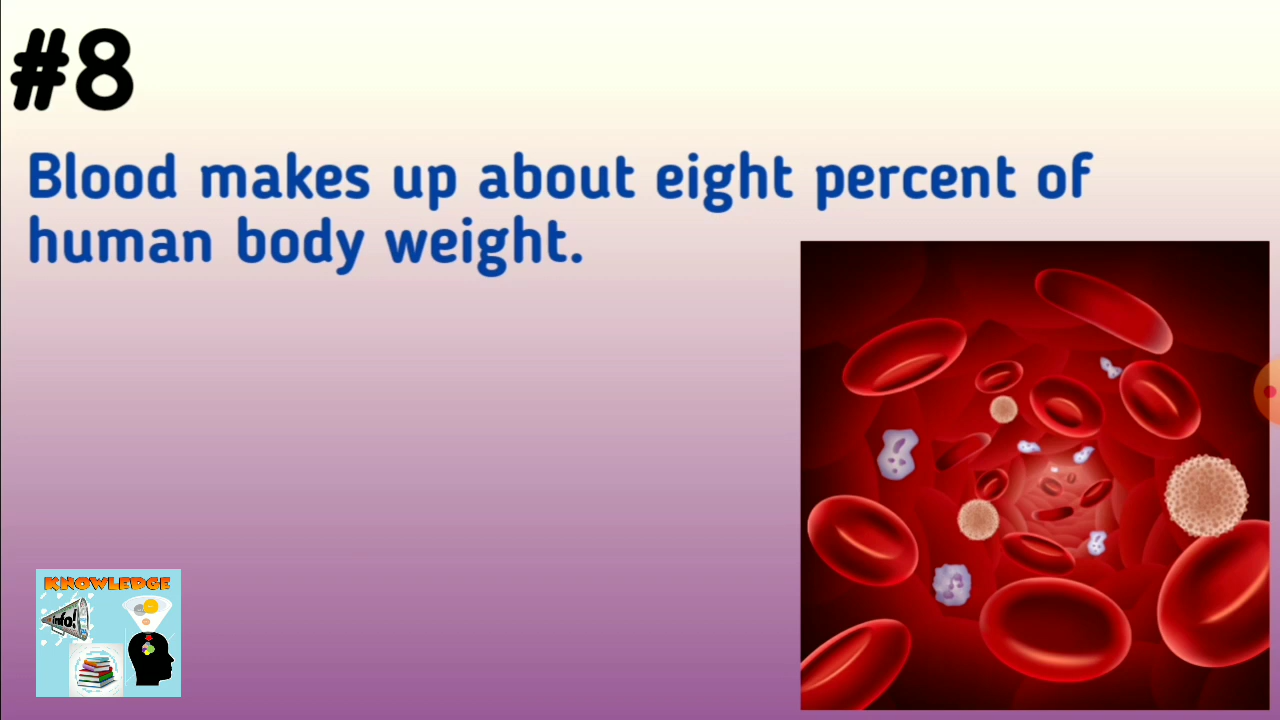 #8
Blood makes up about eight percent of
human body weight.
KNOWLEDGE
info!